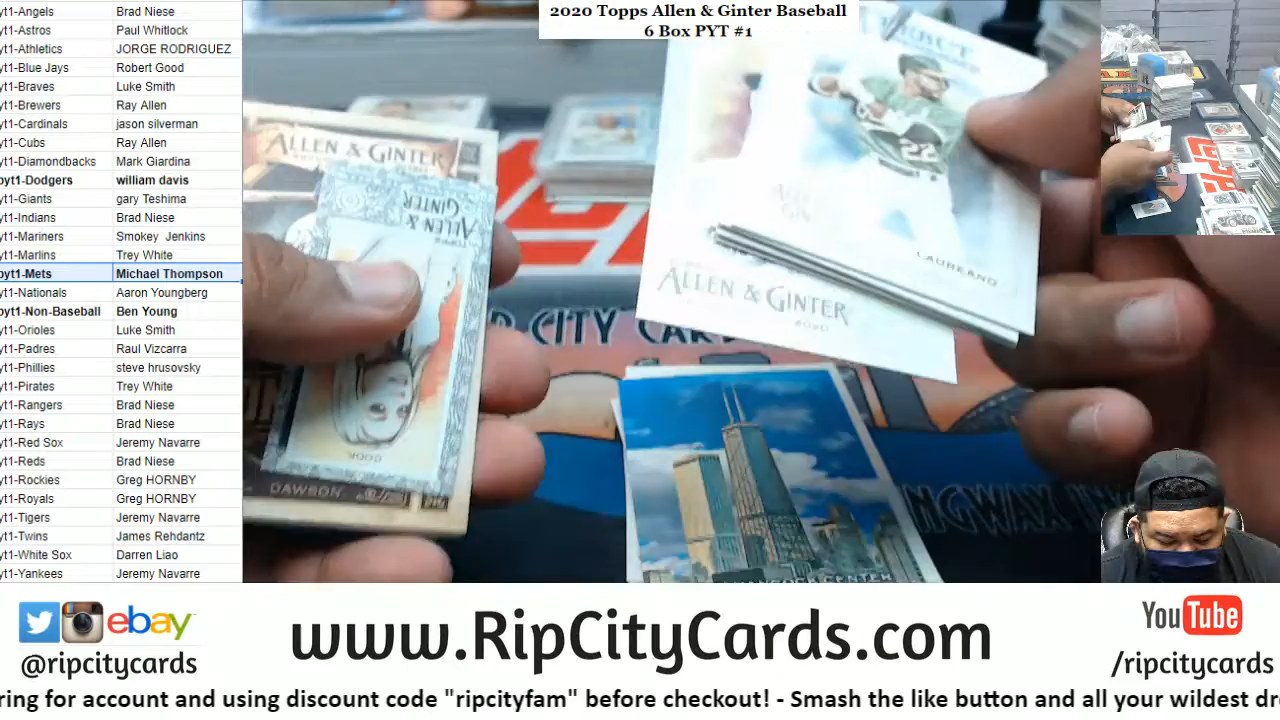 2020 Topps Allen & Ginter Baseball
6 Box PYT #1
yt1-Angels Brad Niese
yt1-Astros Paul Whitlock
yt1-Athletics JORGE RODRIGUEZ
yt1-Blue Jays Robert Good
yt1-Braves Luke Smith
yt1-Brewers Ray Allen
yt1-Cardinals jason silverman
yt1-Cubs Ray Allen
yt1-Diamondbacks Mark Giardina
pyt1-Dodgers william davis
yt1-Giants gary Teshima
yt1-Indians Brad Niese
yt1-Mariners Smokey Jenkins
yt1-Marlins Trey White
pyt1-Mets Michael Thompson
yt1-Nationals Aaron Youngberg
pyt1-Non-Baseball Ben Young
yt1-Orioles Luke Smith
yt1-Padres Raul Vizcarra
yt1-Phillies steve hrusovsky
yt1-Pirates Trey White
yt1-Rangers Brad Niese
yt1-Rays Brad Niese
yt1-Red Sox Jeremy Navarre
yt1-Reds Brad Niese
yt1-Rockies Greg HORNBY
yt1-Royals Greg HORNBY
yt1-Tigers Jeremy Navarre
yt1-Twins James Rehdantz
yt1-White Sox Darren Liao
yt1-Yankees Jeremy Navarre
ALLEN & GINTER
ALLEN & GINTER
WOOD
DAWSON
22
LAUREANO
ALLEN & GINTER
2020
P CITY CAR
CENTER
NGWAX
ebay
@ripcitycards
www.RipCityCards.com
YouTube
/ripcitycards
ring for account and using discount code "ripcityfam" before checkout! - Smash the like button and all your wildest dr